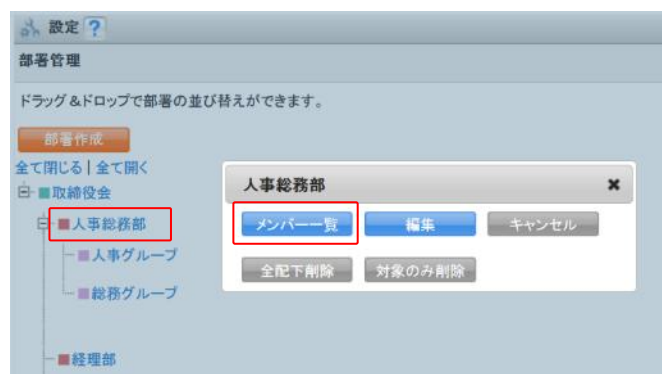 設定 ?
部署管理
ドラッグ&ドロップで部署の並び替えができます。
部署作成
全て閉じる | 全て開く
取締役会
人事総務部
人事グループ
総務グループ
経理部
人事総務部 ✖
メンバー一覧 編集 キャンセル
全配下削除 対象のみ削除